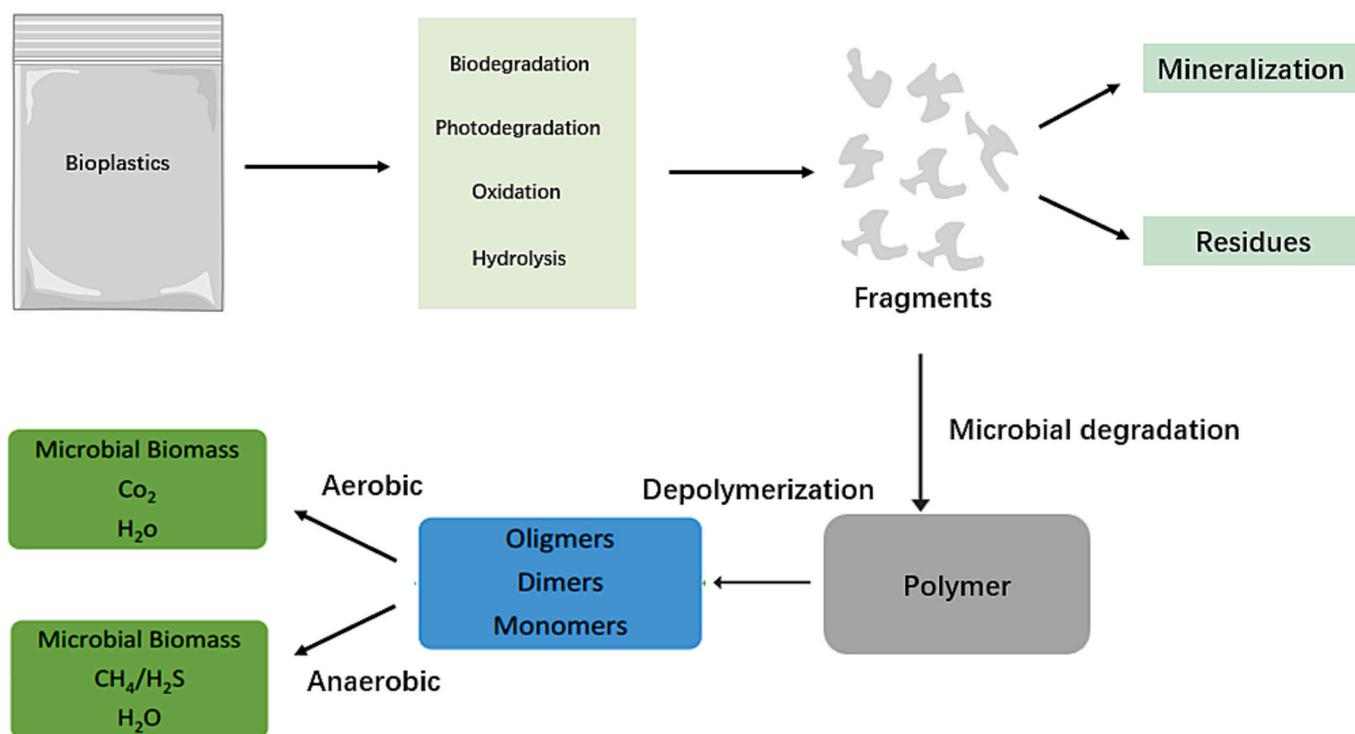 Bioplastics
Biodegradation
Photodegradation
Oxidation
Hydrolysis
Fragments
Mineralization
Residues
Microbial degradation
Polymer
Depolymerization
Oligmers
Dimers
Monomers
Aerobic
Microbial Biomass
Co₂
H₂o
Anaerobic
Microbial Biomass
CH₄/H₂S
H₂O